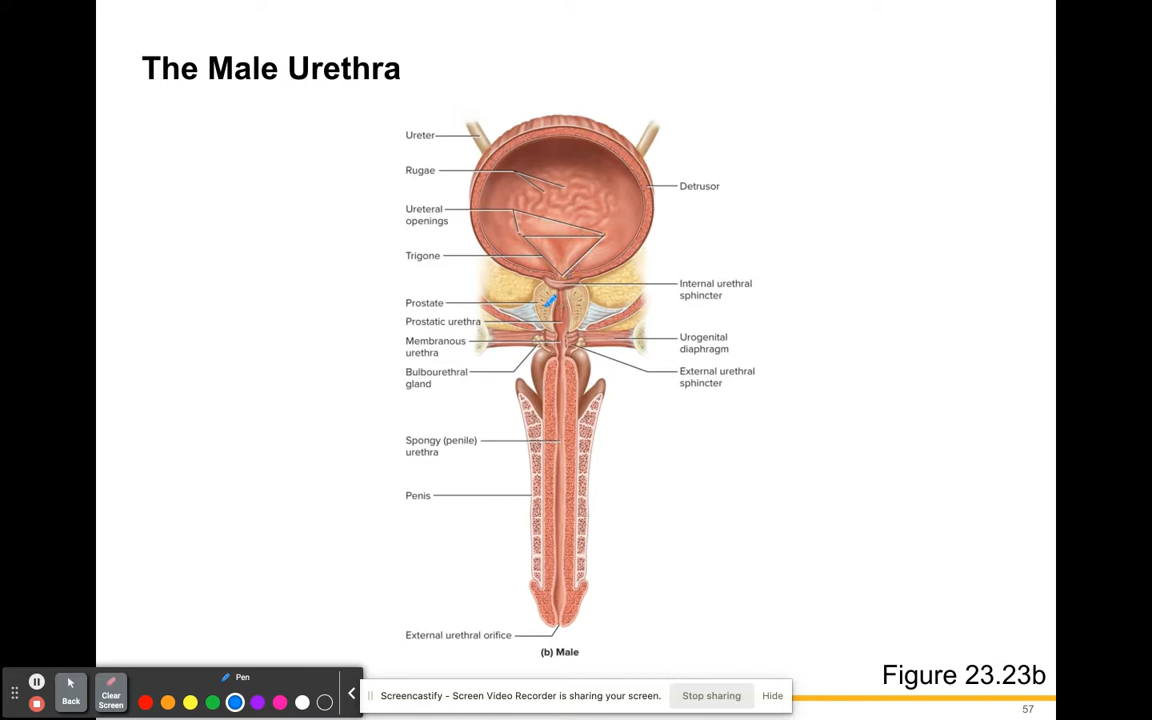 The Male Urethra
Ureter
Rugae
Ureteral
openings
Trigone
Prostate
Prostatic urethra
Membranous
urethra
Bulbourethral
gland
Spongy (penile)
urethra
Penis
External urethral orifice
Detrusor
Internal urethral
sphincter
Urogenital
diaphragm
External urethral
sphincter
(b) Male
Figure 23.23b
57
Pen
Back
Clear
Screen
Screencastify - Screen Video Recorder is sharing your screen.
Stop sharing
Hide